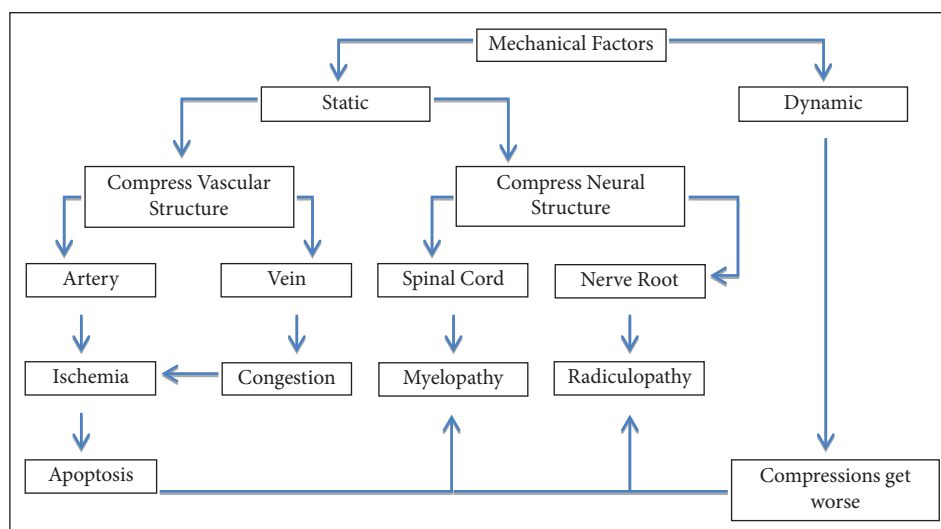 Mechanical Factors
Static
Dynamic
Compress Vascular
Structure
Compress Neural
Structure
Artery
Vein
Spinal Cord
Nerve Root
Ischemia
Congestion
Myelopathy
Radiculopathy
Apoptosis
Compressions get
worse